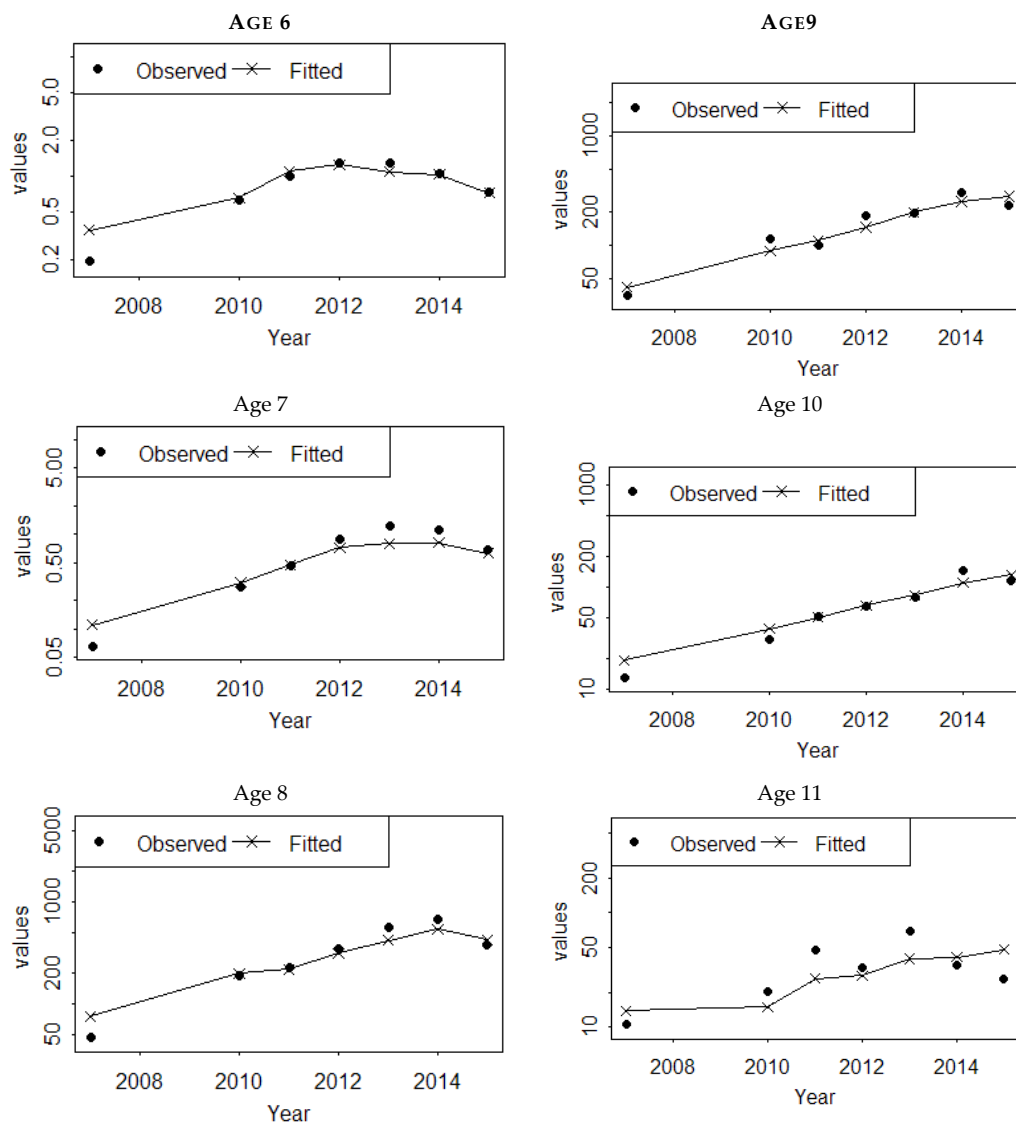 AGE 6
Observed Fitted
values
5.0
2.0
0.5
0.2
2008 2010 2012 2014
Year
AGE9
Observed Fitted
values
1000
200
50
2008 2010 2012 2014
Year
Age 7
Observed Fitted
values
5.00
0.50
0.05
2008 2010 2012 2014
Year
Age 10
Observed Fitted
values
1000
200
50
10
2008 2010 2012 2014
Year
Age 8
Observed Fitted
values
5000
1000
200
50
2008 2010 2012 2014
Year
Age 11
Observed Fitted
values
200
50
10
2008 2010 2012 2014
Year